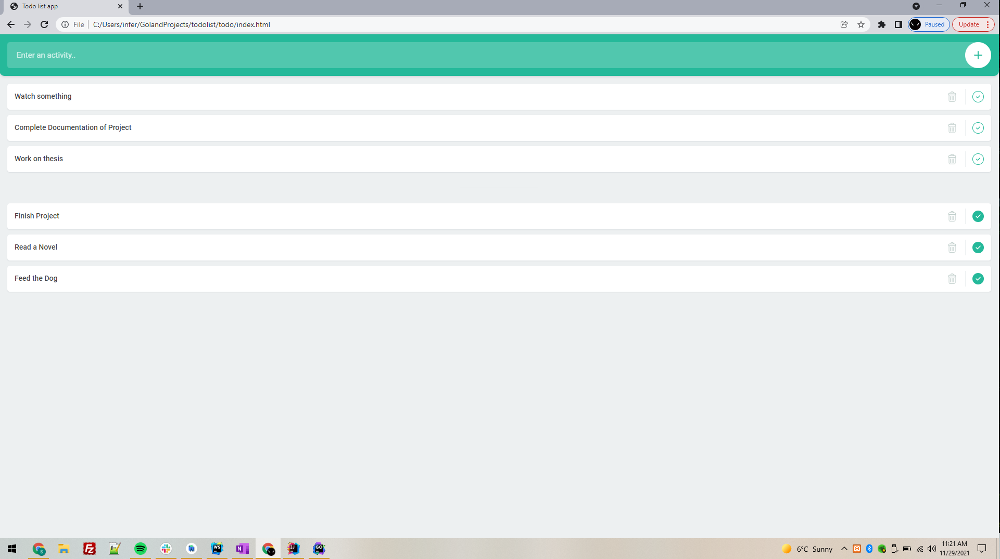 Todo list app
File
C:/Users/infer/GolandProjects/todolist/todo/index.html
Paused
Update
Enter an activity..
Watch something
Complete Documentation of Project
Work on thesis
Finish Project
Read a Novel
Feed the Dog
6°C Sunny
11:21 AM
11/29/2021